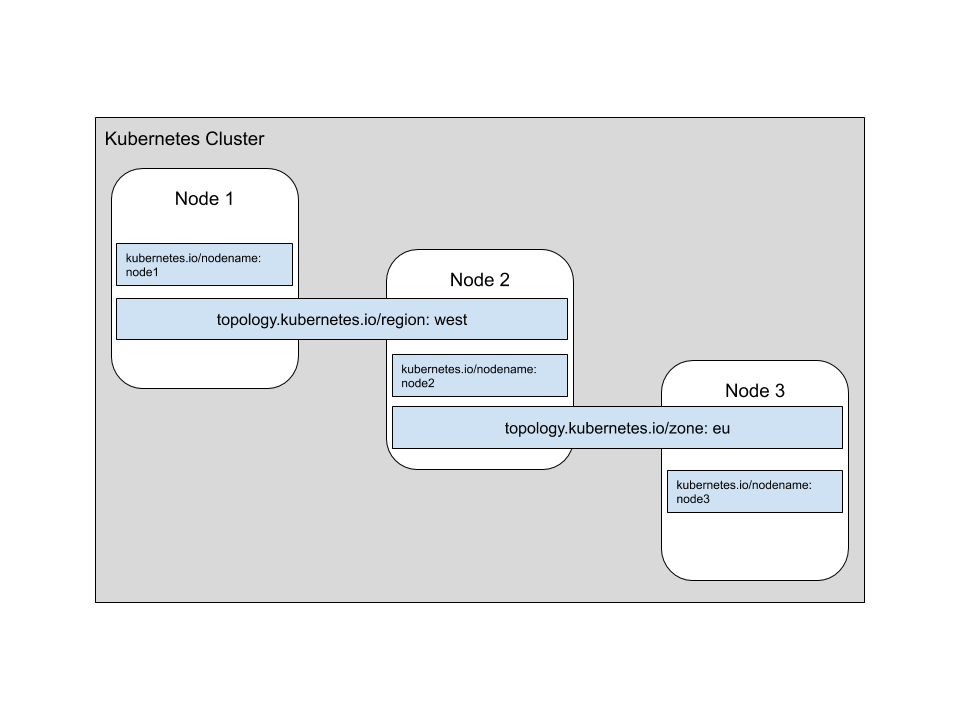 Kubernetes Cluster
Node 1
kubernetes.io/nodename:
node1
Node 2
topology.kubernetes.io/region: west
kubernetes.io/nodename:
node2
Node 3
topology.kubernetes.io/zone: eu
kubernetes.io/nodename:
node3